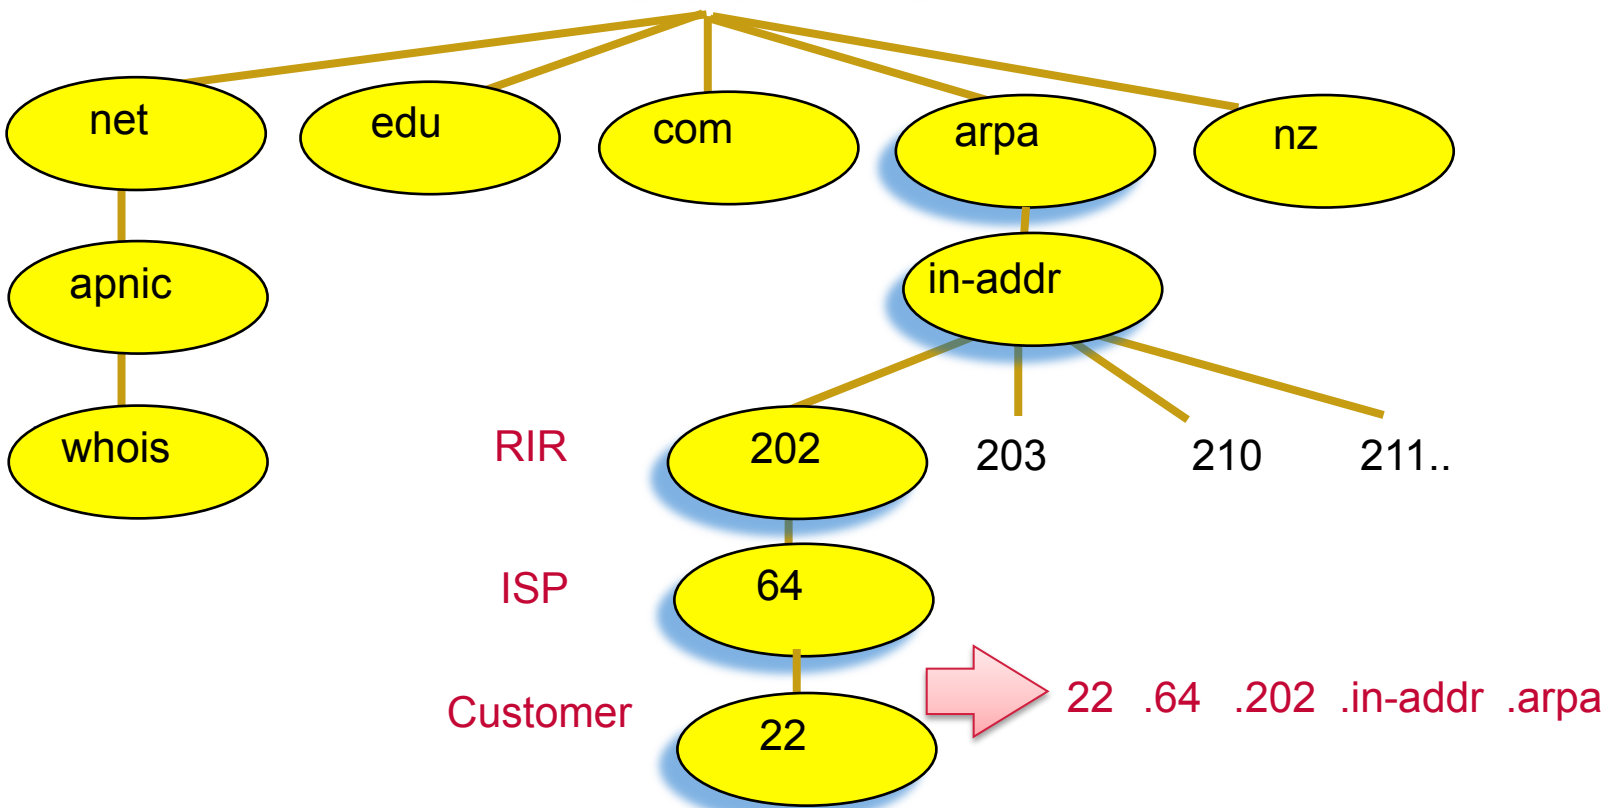 net edu com arpa nz
apnic in-addr
whois RIR 202 203 210 211..
ISP 64
Customer 22 22 .64 .202 .in-addr .arpa